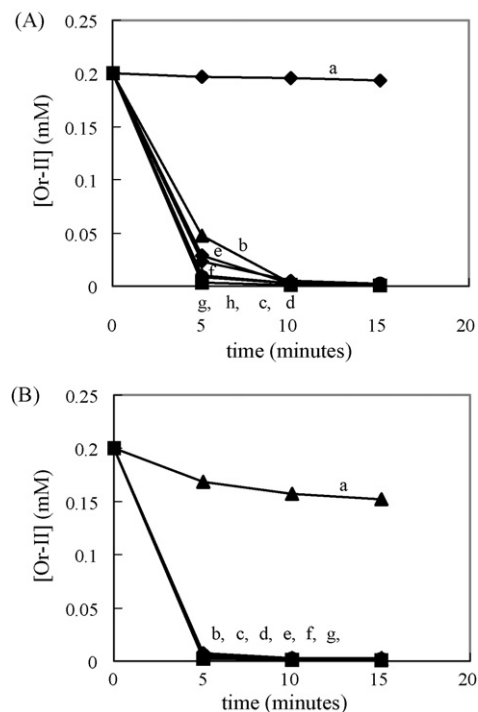 (A)
0.25
0.2
0.15
0.1
0.05
0
[Or-II] (mM)
a
b
e
f
g, h, c, d
0 5 10 15 20
time (minutes)
(B)
0.25
0.2
0.15
0.1
0.05
0
[Or-II] (mM)
a
b, c, d, e, f, g,
0 5 10 15 20
time (minutes)